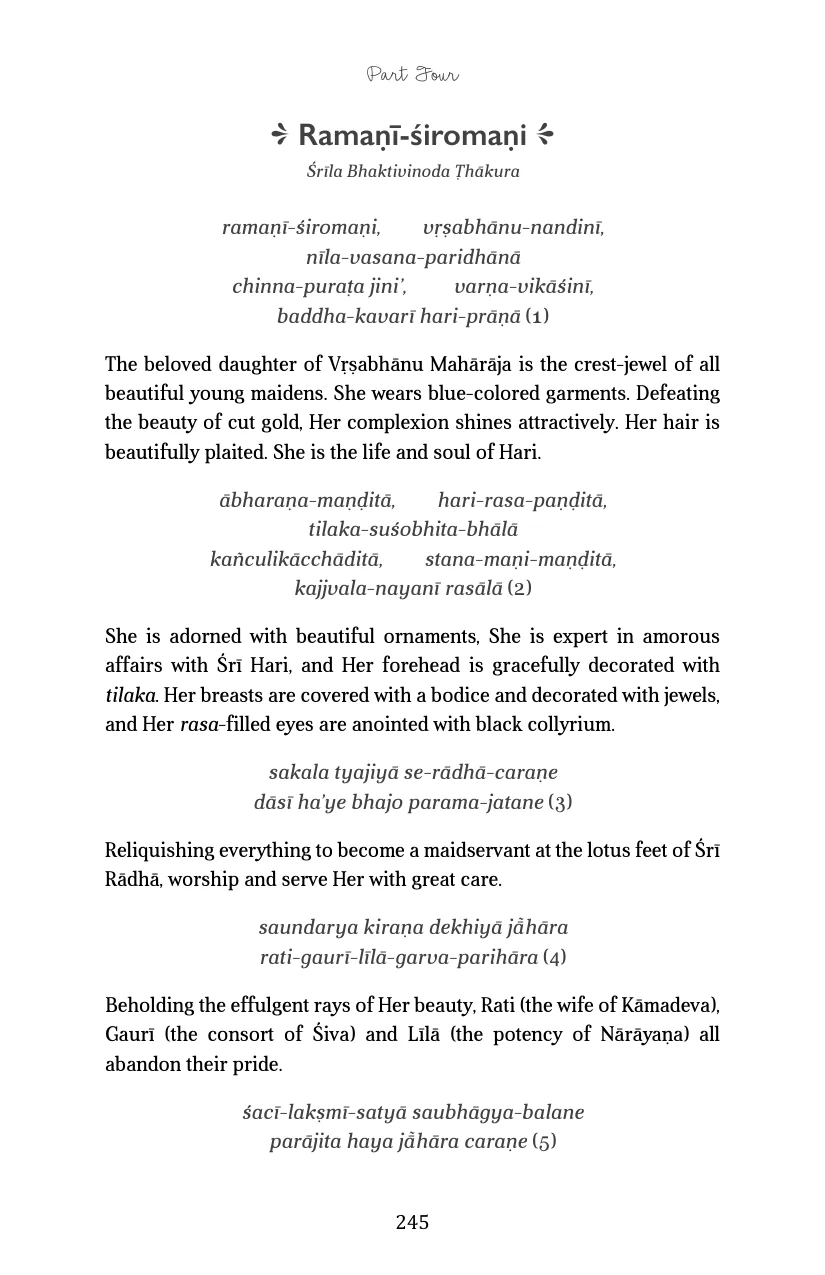 Part Four
Ramaṇī-śiromaṇi
Śrīla Bhaktivinoda Ṭhākura
ramaṇī-śiromaṇi, vṛṣabhānu-nandinī,
nīla-vasana-paridhānā
chinna-puraṭa jini’, varṇa-vikāśinī,
baddha-kavarī hari-prāṇā (1)
The beloved daughter of Vṛṣabhānu Mahārāja is the crest-jewel of all
beautiful young maidens. She wears blue-colored garments. Defeating
the beauty of cut gold, Her complexion shines attractively. Her hair is
beautifully plaited. She is the life and soul of Hari.
ābharaṇa-maṇḍitā, hari-rasa-paṇḍitā,
tilaka-suśobhita-bhālā
kañculikācchāditā, stana-maṇi-maṇḍitā,
kajjvala-nayanī rasālā (2)
She is adorned with beautiful ornaments, She is expert in amorous
affairs with Śrī Hari, and Her forehead is gracefully decorated with
tilaka. Her breasts are covered with a bodice and decorated with jewels,
and Her rasa-filled eyes are anointed with black collyrium.
sakala tyajiyā se-rādhā-caraṇe
dāsī ha’ye bhajo parama-jatane (3)
Reliquishing everything to become a maidservant at the lotus feet of Śrī
Rādhā, worship and serve Her with great care.
saundarya kiraṇa dekhiyā jā̐hāra
rati-gaurī-līlā-garva-parihāra (4)
Beholding the effulgent rays of Her beauty, Rati (the wife of Kāmadeva),
Gaurī (the consort of Śiva) and Līlā (the potency of Nārāyaṇa) all
abandon their pride.
śacī-lakṣmī-satyā saubhāgya-balane
parājita haya jā̐hāra caraṇe (5)
245